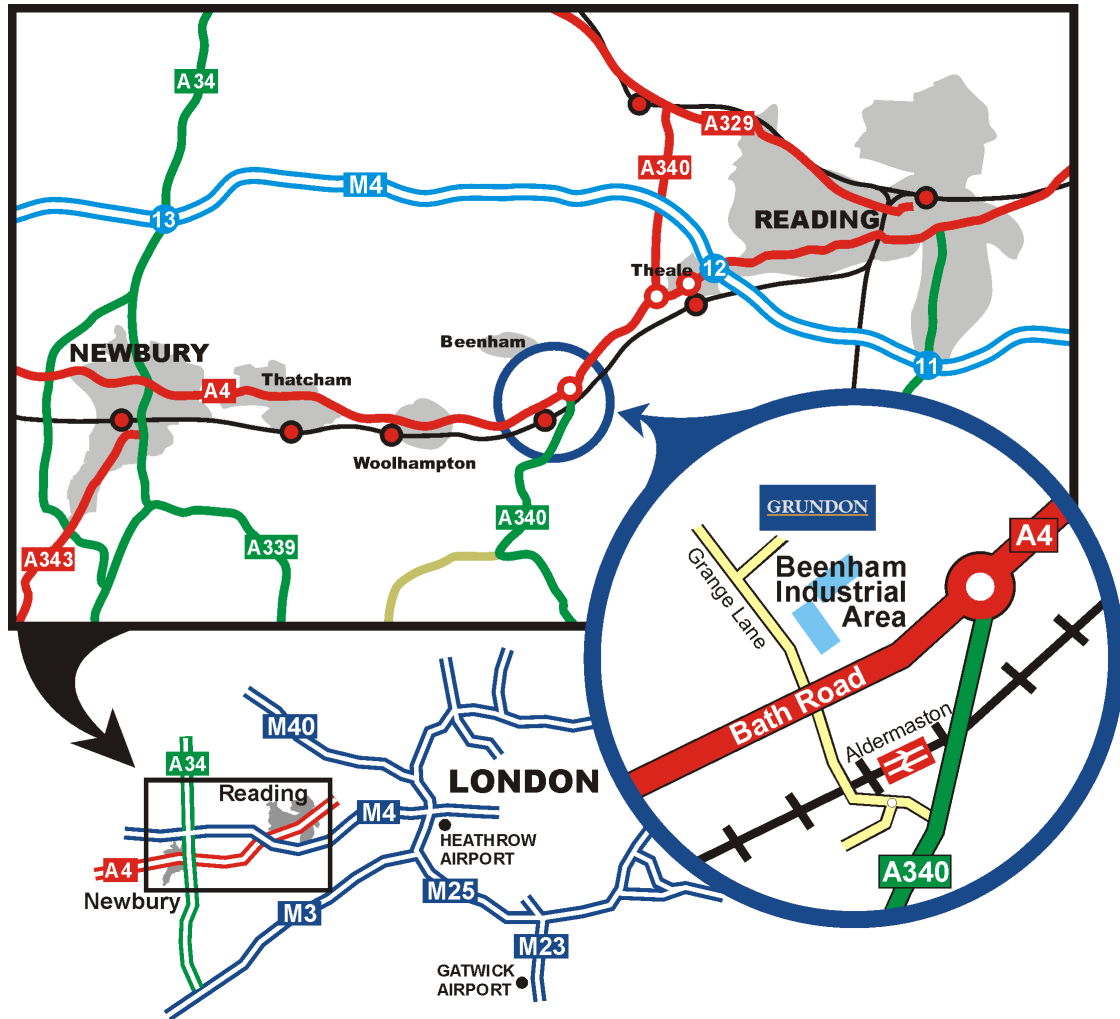 A34
A329
A340
M4
13
READING
Theale
12
Beenham
NEWBURY
11
Thatcham
A4
Woolhampton
A340
A343
A339
GRUNDON
A4
Grange Lane
Beenham
Industrial
Area
Bath Road
Aldermaston
A340
M40
A34
LONDON
Reading
M4
HEATHROW
AIRPORT
A4
Newbury
M25
M3
M23
GATWICK
AIRPORT